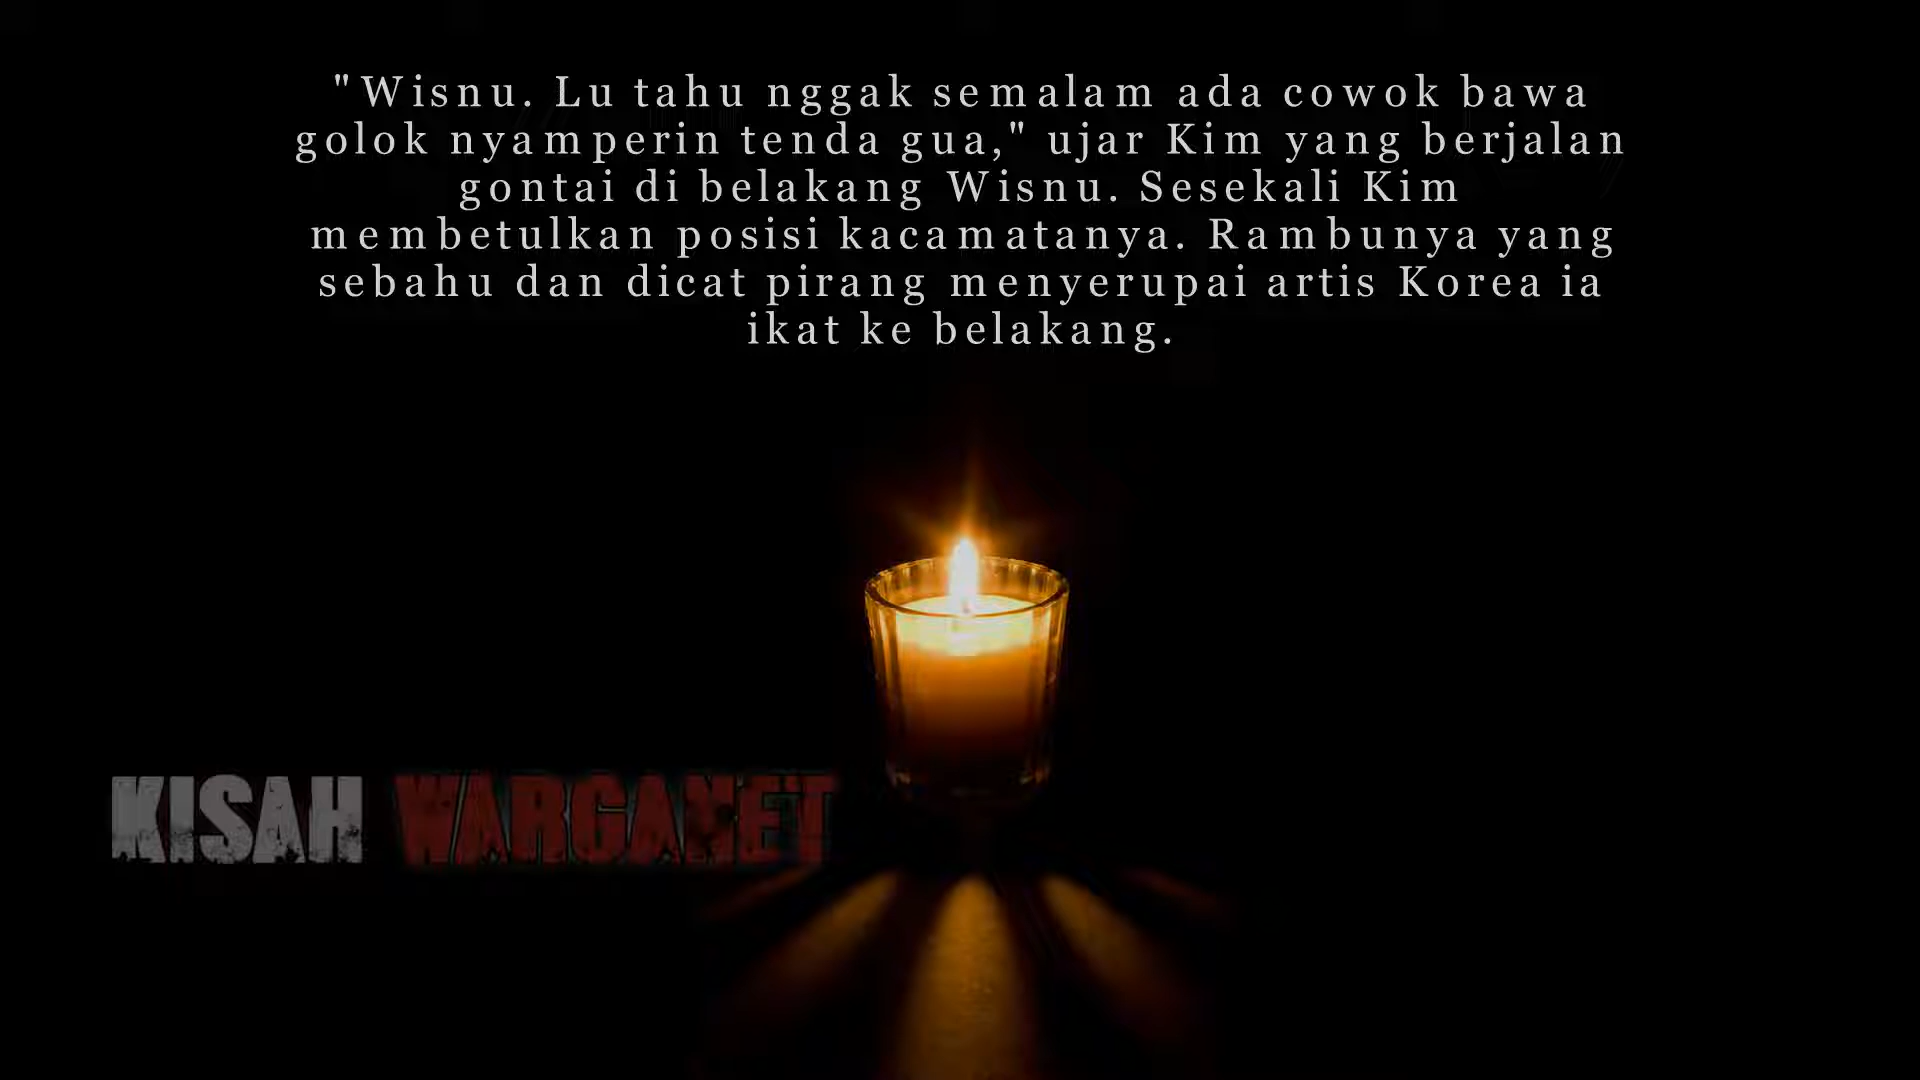 "Wisnu. Lu tahu nggak semalam ada cowok bawa
golok nyamperin tenda gua," ujar Kim yang berjalan
gontai di belakang Wisnu. Sesekali Kim
membetulkan posisi kacamatanya. Rambunya yang
sebahu dan dicat pirang menyerupai artis Korea ia
ikat ke belakang.
KISAH WARGANET